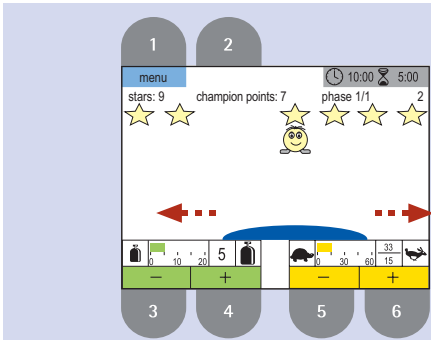 1 2
menu 10:00 5:00
stars: 9 champion points: 7 phase 1/1 2
0 10 20 5 0 30 60 33
15
− + − +
3 4 5 6